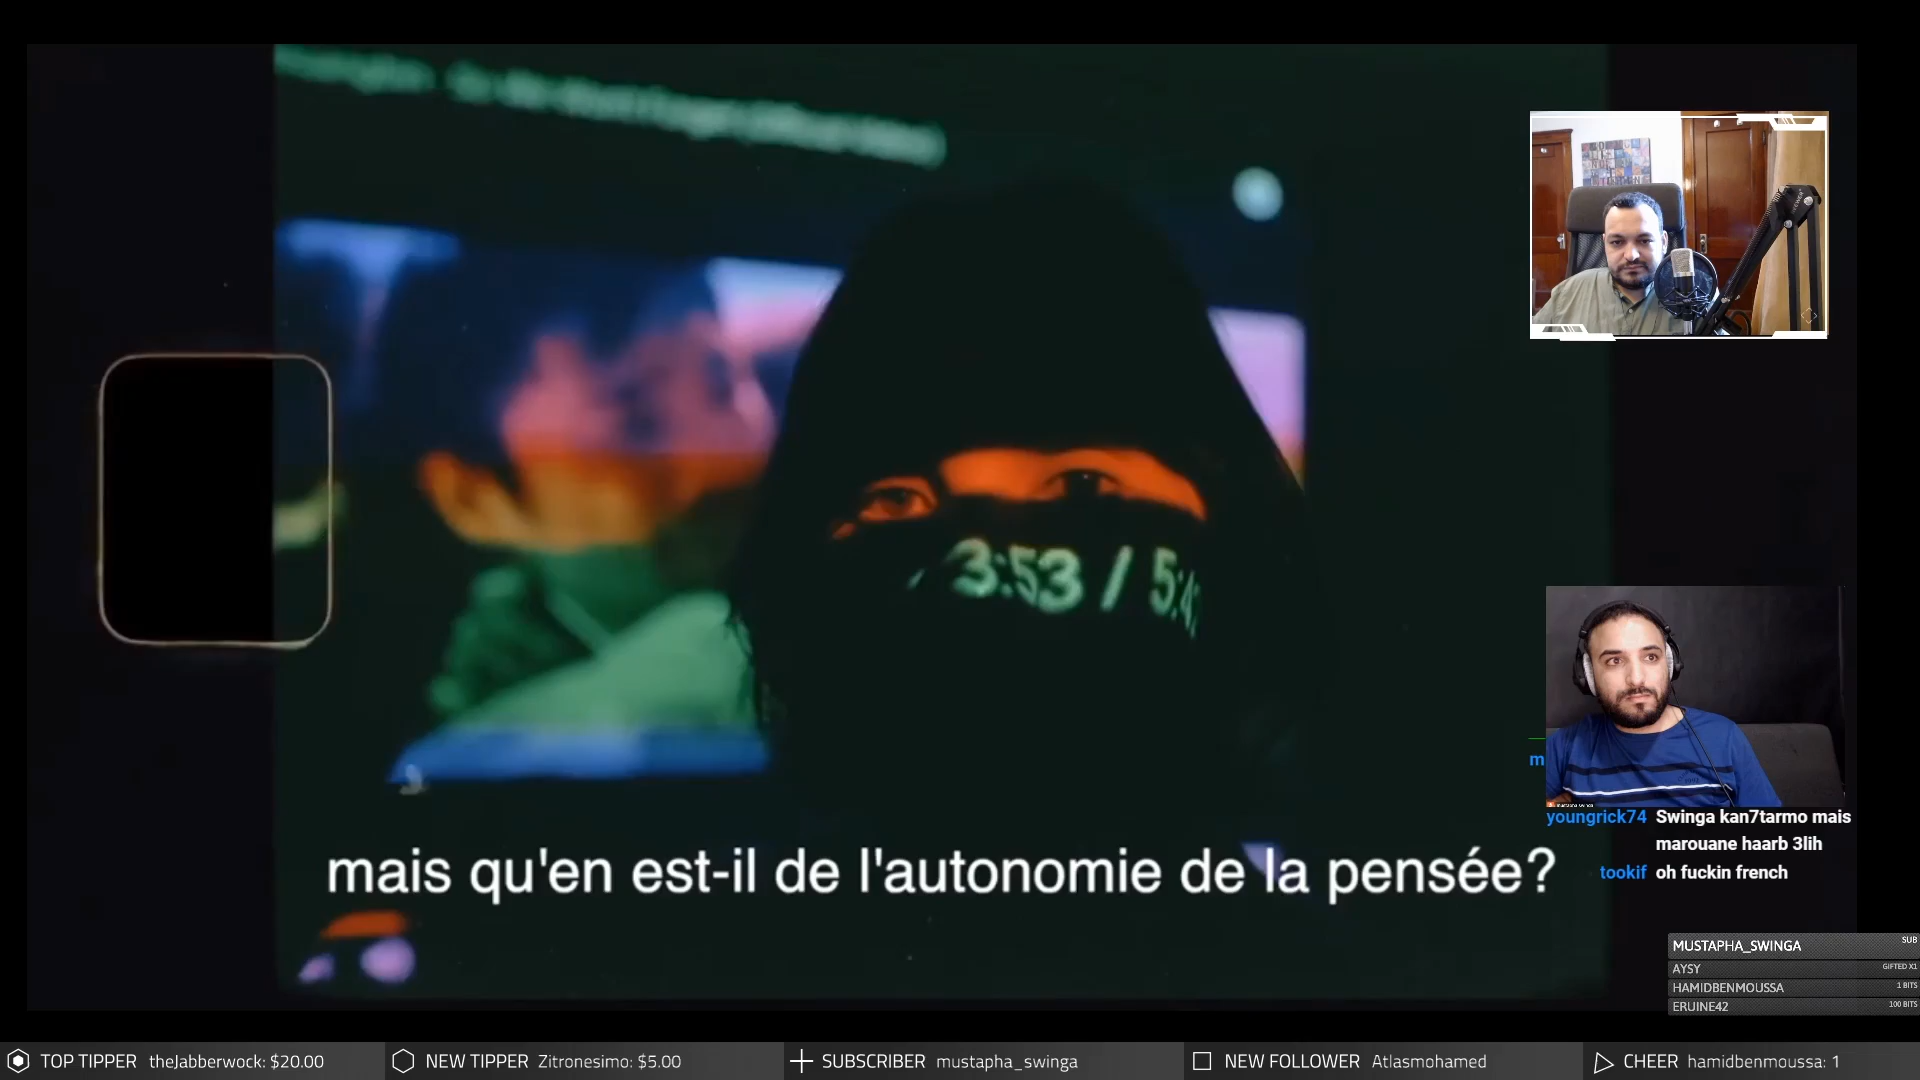 3:53 / 5:4
mais qu'en est-il de l'autonomie de la pensée?
m
youngrick74 Swinga kan7tarmo mais
marouane haarb 3lih
tookif oh fuckin french
MUSTAPHA_SWINGA SUB
AYSY GIFTED X1
HAMIDBENMOUSSA 1 BITS
ERUINE42 100 BITS
TOP TIPPER theJabberwock: $20.00
NEW TIPPER Zitronesimo: $5.00
SUBSCRIBER mustapha_swinga
NEW FOLLOWER Atlasmohamed
CHEER hamidbenmoussa: 1